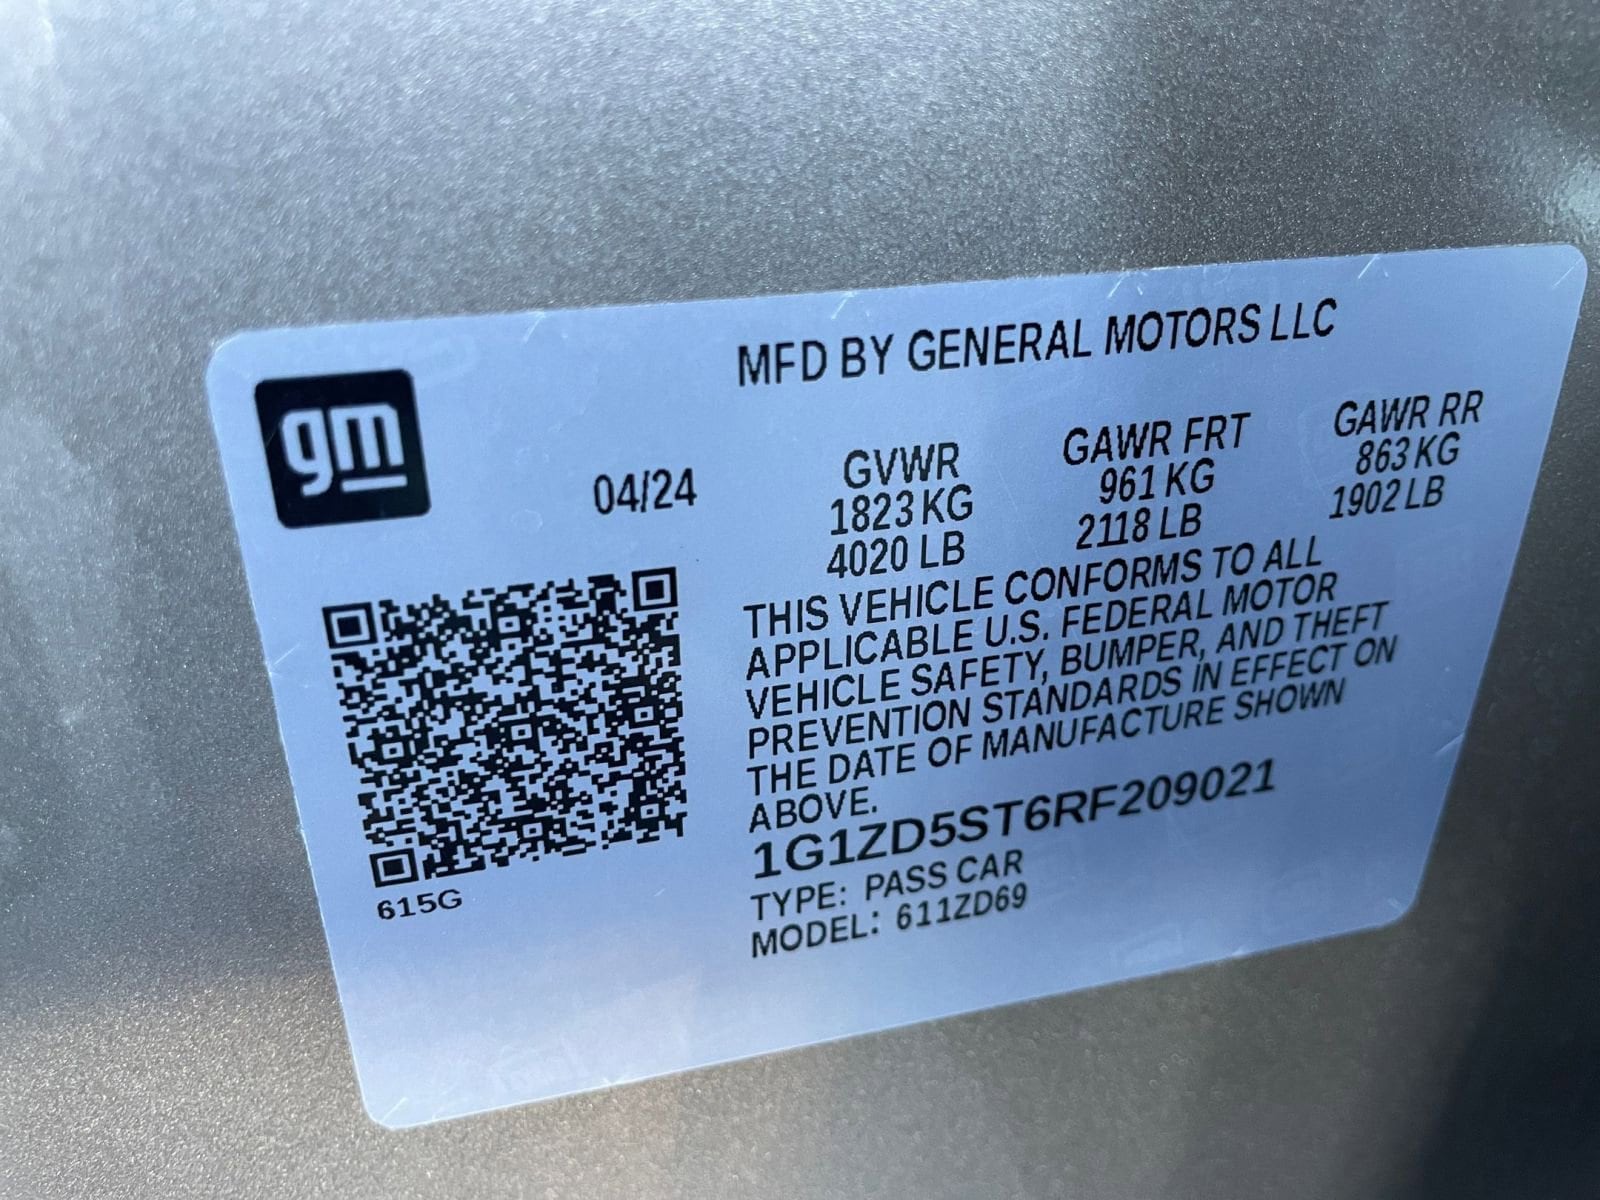 MFD BY GENERAL MOTORS LLC
gm
04/24
GVWR
1823 KG
4020 LB
GAWR FRT
961 KG
2118 LB
GAWR RR
863 KG
1902 LB
THIS VEHICLE CONFORMS TO ALL
APPLICABLE U.S. FEDERAL MOTOR
VEHICLE SAFETY, BUMPER, AND THEFT
PREVENTION STANDARDS IN EFFECT ON
THE DATE OF MANUFACTURE SHOWN
ABOVE.
1G1ZD5ST6RF209021
TYPE: PASS CAR
MODEL: 611ZD69
615G